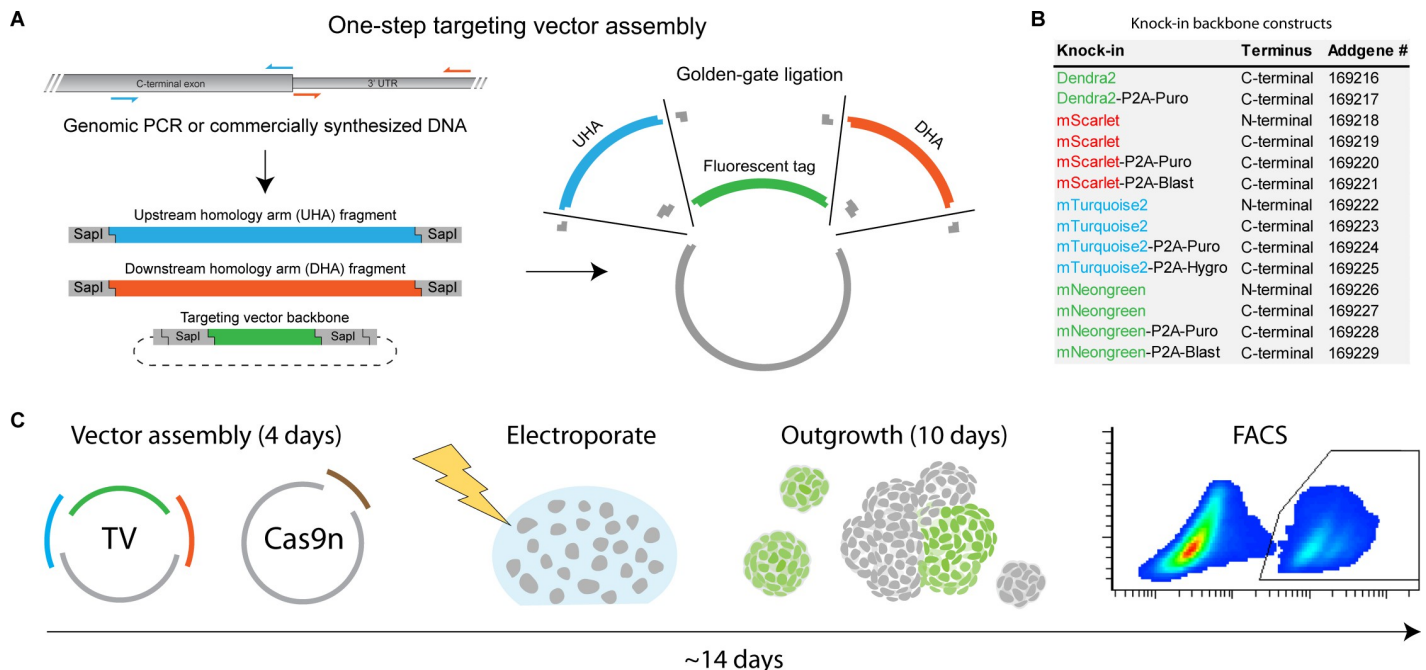 A
One-step targeting vector assembly
C-terminal exon
3' UTR
Genomic PCR or commercially synthesized DNA
Upstream homology arm (UHA) fragment
SapI
SapI
Downstream homology arm (DHA) fragment
SapI
SapI
Targeting vector backbone
SapI
SapI
Golden-gate ligation
UHA
Fluorescent tag
DHA
B
Knock-in backbone constructs
Knock-in Terminus Addgene #
Dendra2 C-terminal 169216
Dendra2-P2A-Puro C-terminal 169217
mScarlet N-terminal 169218
mScarlet C-terminal 169219
mScarlet-P2A-Puro C-terminal 169220
mScarlet-P2A-Blast C-terminal 169221
mTurquoise2 N-terminal 169222
mTurquoise2 C-terminal 169223
mTurquoise2-P2A-Puro C-terminal 169224
mTurquoise2-P2A-Hygro C-terminal 169225
mNeongreen N-terminal 169226
mNeongreen C-terminal 169227
mNeongreen-P2A-Puro C-terminal 169228
mNeongreen-P2A-Blast C-terminal 169229
C
Vector assembly (4 days)
TV
Cas9n
Electroporate
Outgrowth (10 days)
FACS
~14 days